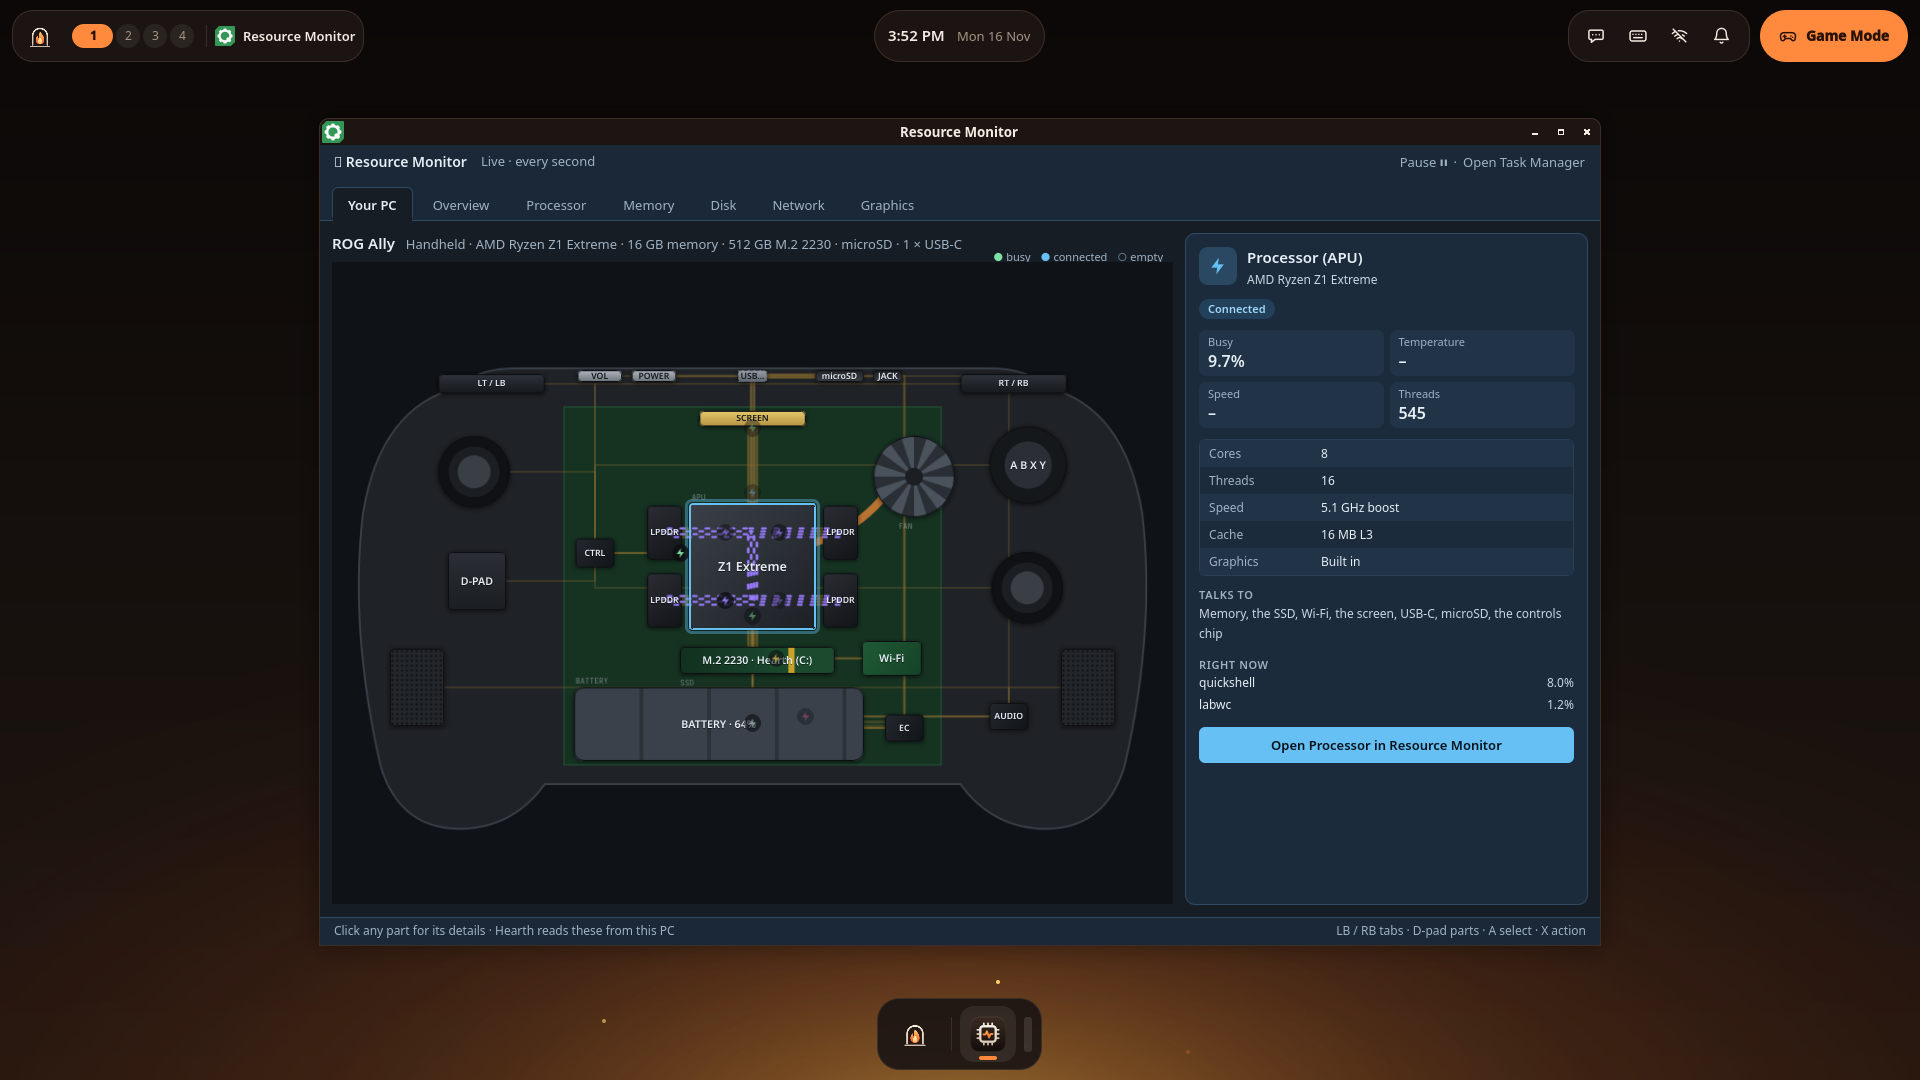 1 2 3 4 Resource Monitor
3:52 PM Mon 16 Nov
Game Mode
Resource Monitor
Resource Monitor Live · every second
Pause · Open Task Manager
Your PC Overview Processor Memory Disk Network Graphics
ROG Ally Handheld · AMD Ryzen Z1 Extreme · 16 GB memory · 512 GB M.2 2230 · microSD · 1 × USB-C
busy connected empty
LT / LB VOL POWER USB... microSD JACK RT / RB
SCREEN
A B X Y
APU
FAN
LPDDR LPDDR
CTRL
Z1 Extreme
D-PAD
LPDDR LPDDR
M.2 2230 · Hearth (C:)
Wi-Fi
BATTERY SSD
BATTERY · 64%
EC
AUDIO
Processor (APU)
AMD Ryzen Z1 Extreme
Connected
Busy
9.7%
Temperature
–
Speed
–
Threads
545
Cores 8
Threads 16
Speed 5.1 GHz boost
Cache 16 MB L3
Graphics Built in
TALKS TO
Memory, the SSD, Wi-Fi, the screen, USB-C, microSD, the controls
chip
RIGHT NOW
quickshell 8.0%
labwc 1.2%
Open Processor in Resource Monitor
Click any part for its details · Hearth reads these from this PC
LB / RB tabs · D-pad parts · A select · X action